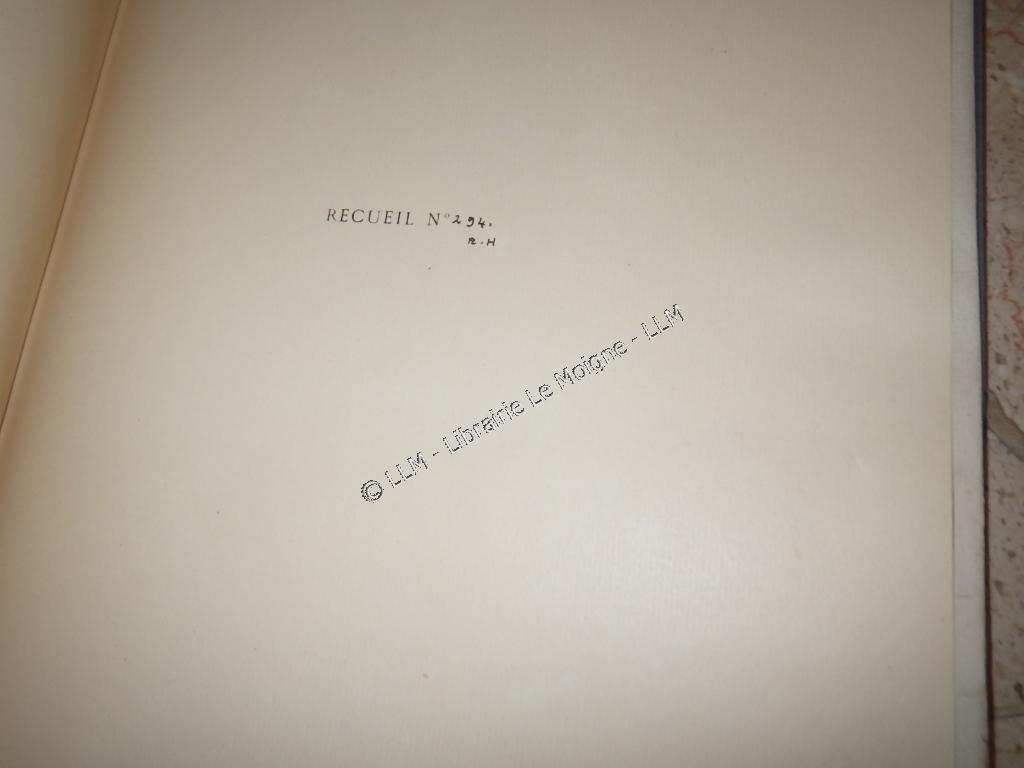 RECUEIL N° 294.
R.H
© LLM - Librairie Le Moigne - LLM